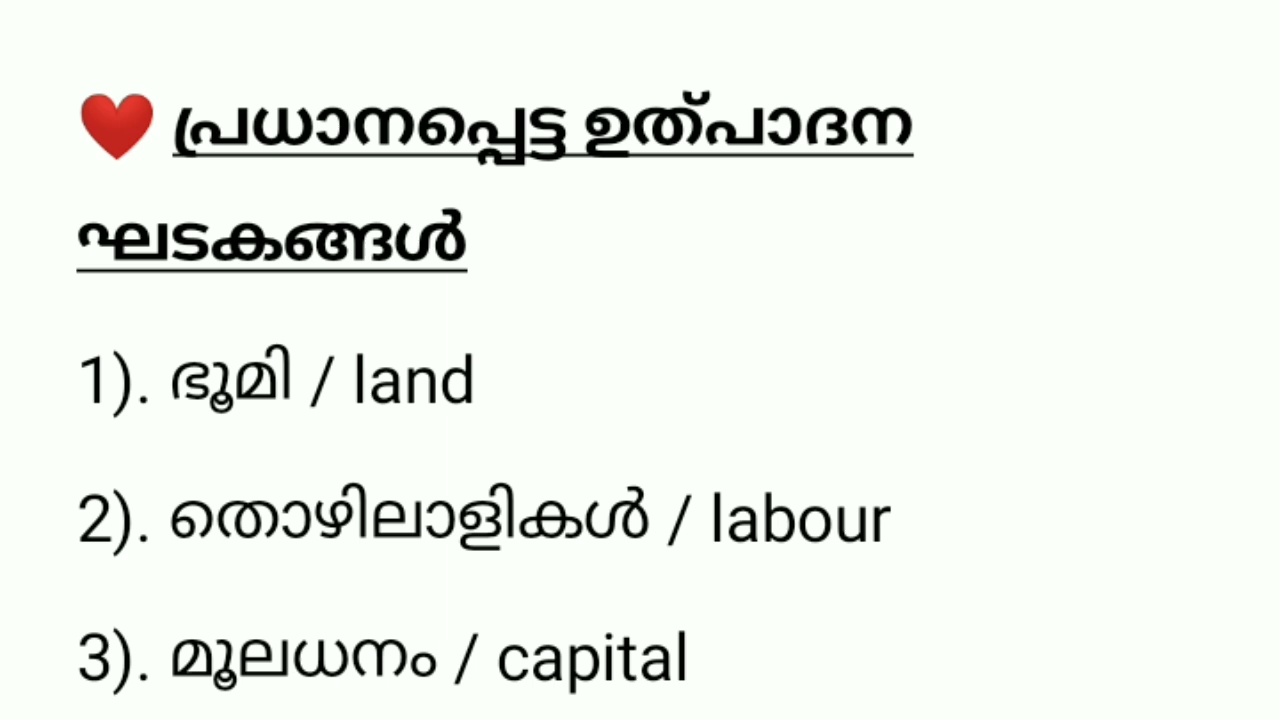 ❤️ പ്രധാനപ്പെട്ട ഉത്പാദന
ഘടകങ്ങൾ
1). ഭൂമി / land
2). തൊഴിലാളികൾ / labour
3). മൂലധനം / capital